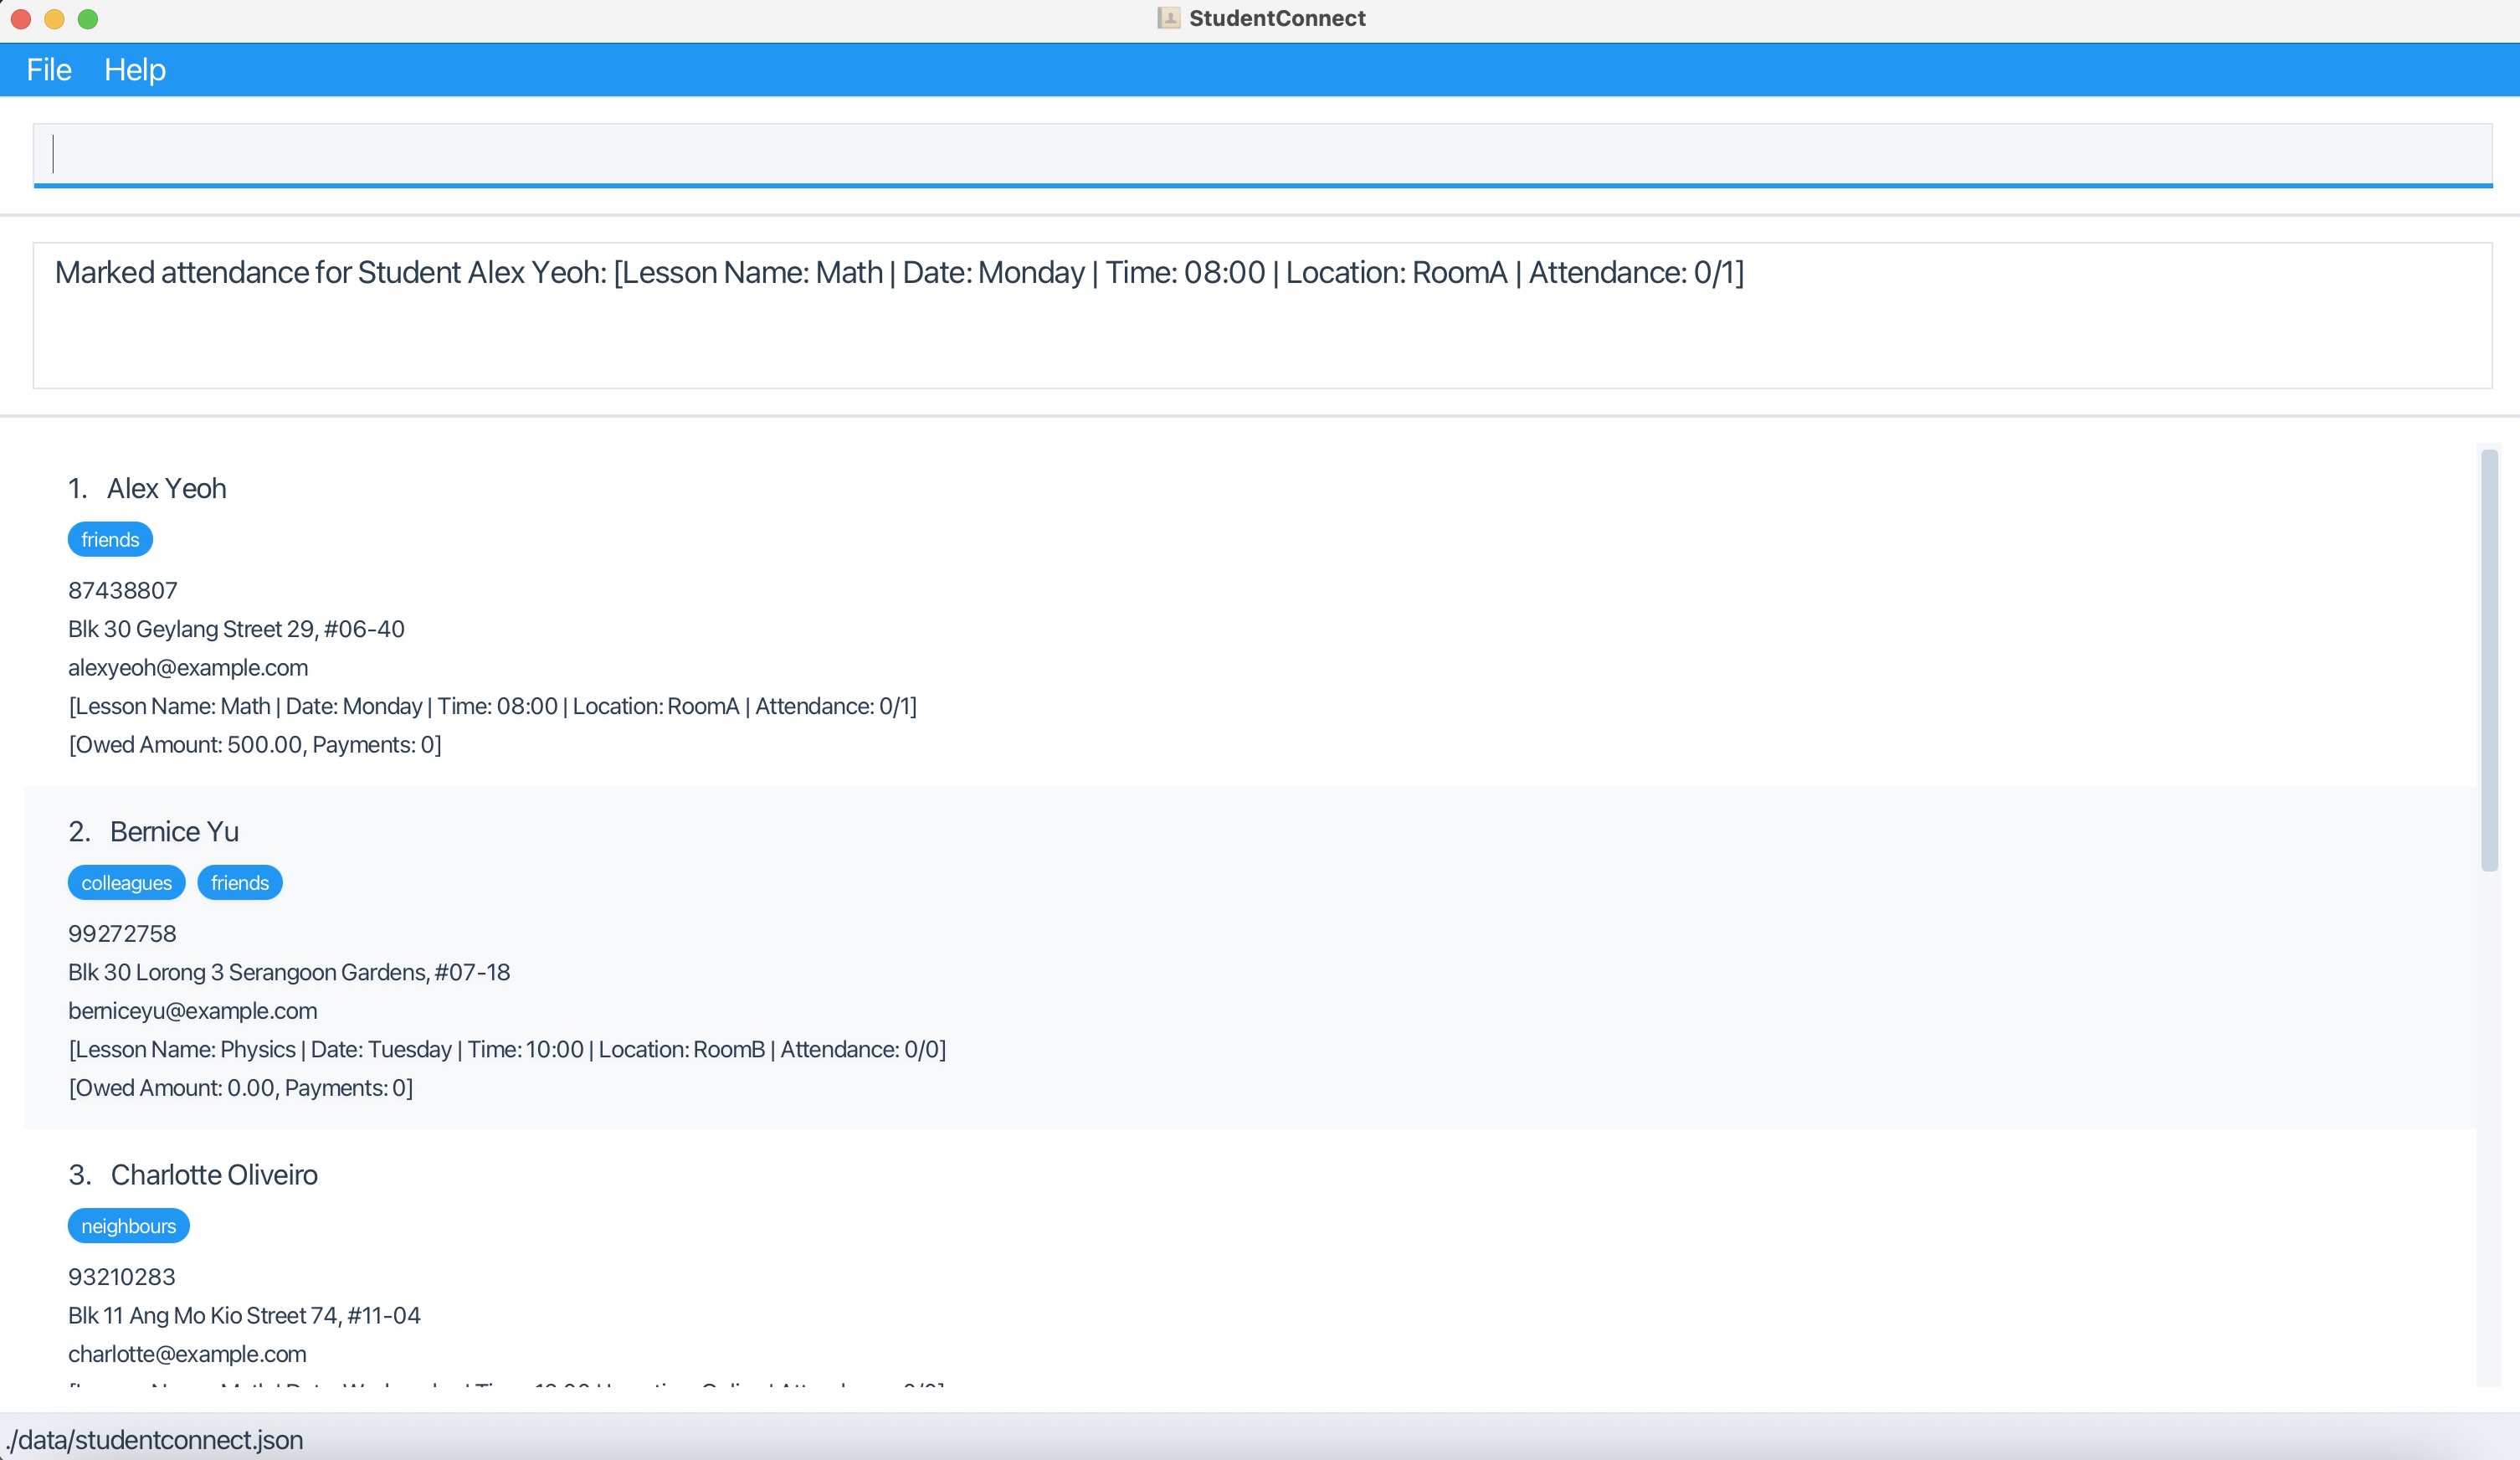 StudentConnect
File Help
Marked attendance for Student Alex Yeoh: [Lesson Name: Math | Date: Monday | Time: 08:00 | Location: RoomA | Attendance: 0/1]
1. Alex Yeoh
friends
87438807
Blk 30 Geylang Street 29, #06-40
alexyeoh@example.com
[Lesson Name: Math | Date: Monday | Time: 08:00 | Location: RoomA | Attendance: 0/1]
[Owed Amount: 500.00, Payments: 0]
2. Bernice Yu
colleagues friends
99272758
Blk 30 Lorong 3 Serangoon Gardens, #07-18
berniceyu@example.com
[Lesson Name: Physics | Date: Tuesday | Time: 10:00 | Location: RoomB | Attendance: 0/0]
[Owed Amount: 0.00, Payments: 0]
3. Charlotte Oliveiro
neighbours
93210283
Blk 11 Ang Mo Kio Street 74, #11-04
charlotte@example.com
./data/studentconnect.json